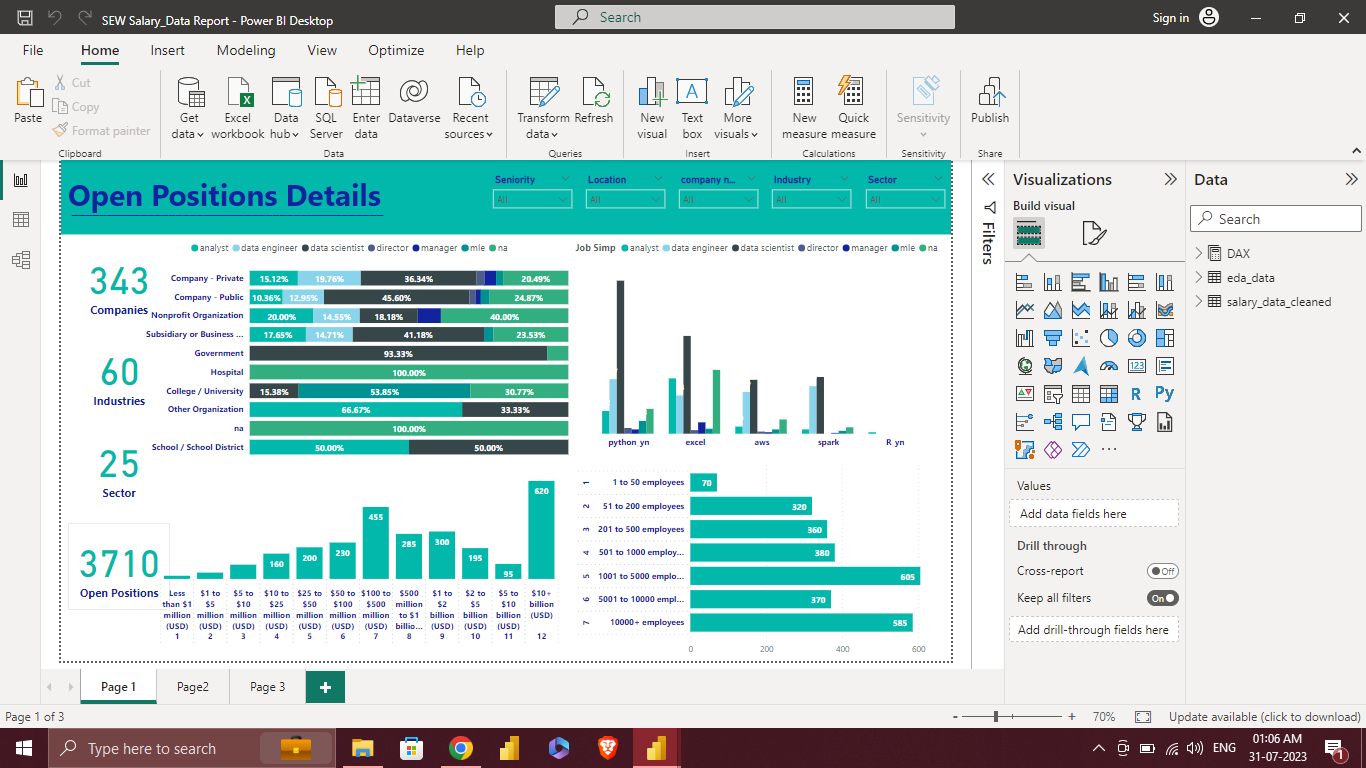 SEW Salary_Data Report - Power BI Desktop
Search
Sign in
File Home Insert Modeling View Optimize Help
Paste
Cut
Copy
Format painter
Get data
Excel workbook
Data hub
SQL Server
Enter data
Dataverse
Recent sources
Transform data
Refresh
New visual
Text box
More visuals
New measure
Quick measure
Sensitivity
Publish
Clipboard Data Queries Insert Calculations Sensitivity Share
Open Positions Details
Seniority Location company n... Industry Sector
All All All All All
analyst data engineer data scientist director manager mle na
343
Companies
60
Industries
25
Sector
3710
Open Positions
Company - Private 15.12% 19.76% 36.34% 20.49%
Company - Public 10.36% 12.95% 45.60% 24.87%
Nonprofit Organization 20.00% 14.55% 18.18% 40.00%
Subsidiary or Business ... 17.65% 14.71% 41.18% 23.53%
Government 93.33%
Hospital 100.00%
College / University 15.38% 53.85% 30.77%
Other Organization 66.67% 33.33%
na 100.00%
School / School District 50.00% 50.00%
Job Simp analyst data engineer data scientist director manager mle na
python yn excel aws spark R yn
160 200 230 455 285 300 195 95 620
Less than $1 million (USD) 1
$1 to $5 million (USD) 2
$5 to $10 million (USD) 3
$10 to $25 million (USD) 4
$25 to $50 million (USD) 5
$50 to $100 million (USD) 6
$100 to $500 million (USD) 7
$500 million to $1 billio... 8
$1 to $2 billion (USD) 9
$2 to $5 billion (USD) 10
$5 to $10 billion (USD) 11
$10+ billion (USD) 12
1 1 to 50 employees 70
2 51 to 200 employees 320
3 201 to 500 employees 360
4 501 to 1000 employ... 380
5 1001 to 5000 emplo... 605
6 5001 to 10000 empl... 370
7 10000+ employees 585
0 200 400 600
Filters
Visualizations
Build visual
123
R Py
Values
Add data fields here
Drill through
Cross-report Off
Keep all filters On
Add drill-through fields here
Data
Search
DAX
eda_data
salary_data_cleaned
Page 1 Page2 Page 3 +
Page 1 of 3
- + 70%
Update available (click to download)
Type here to search
ENG
01:06 AM
31-07-2023
1